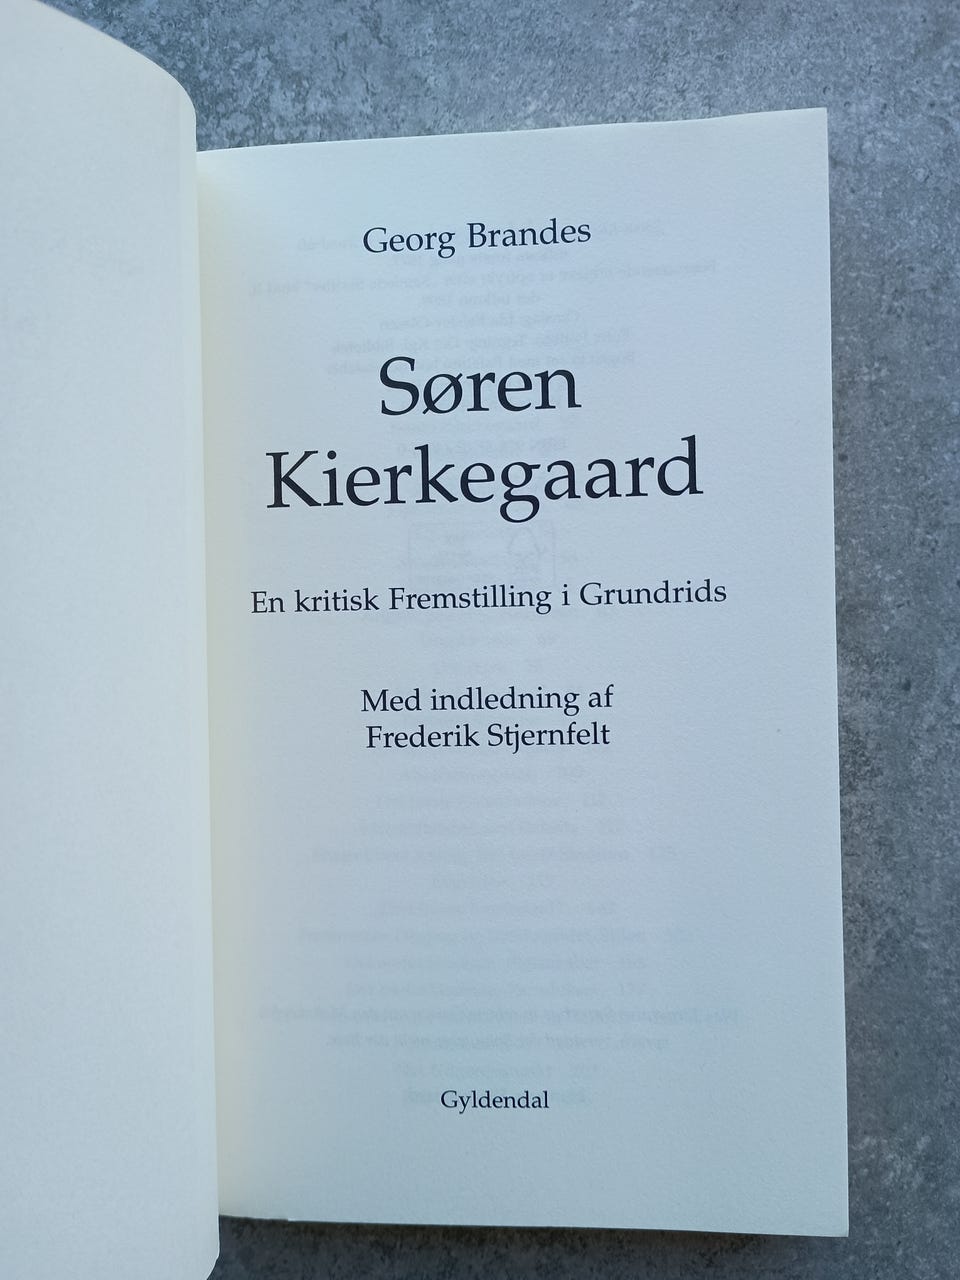 Georg Brandes
Søren
Kierkegaard
En kritisk Fremstilling i Grundrids
Med indledning af
Frederik Stjernfelt
Gyldendal